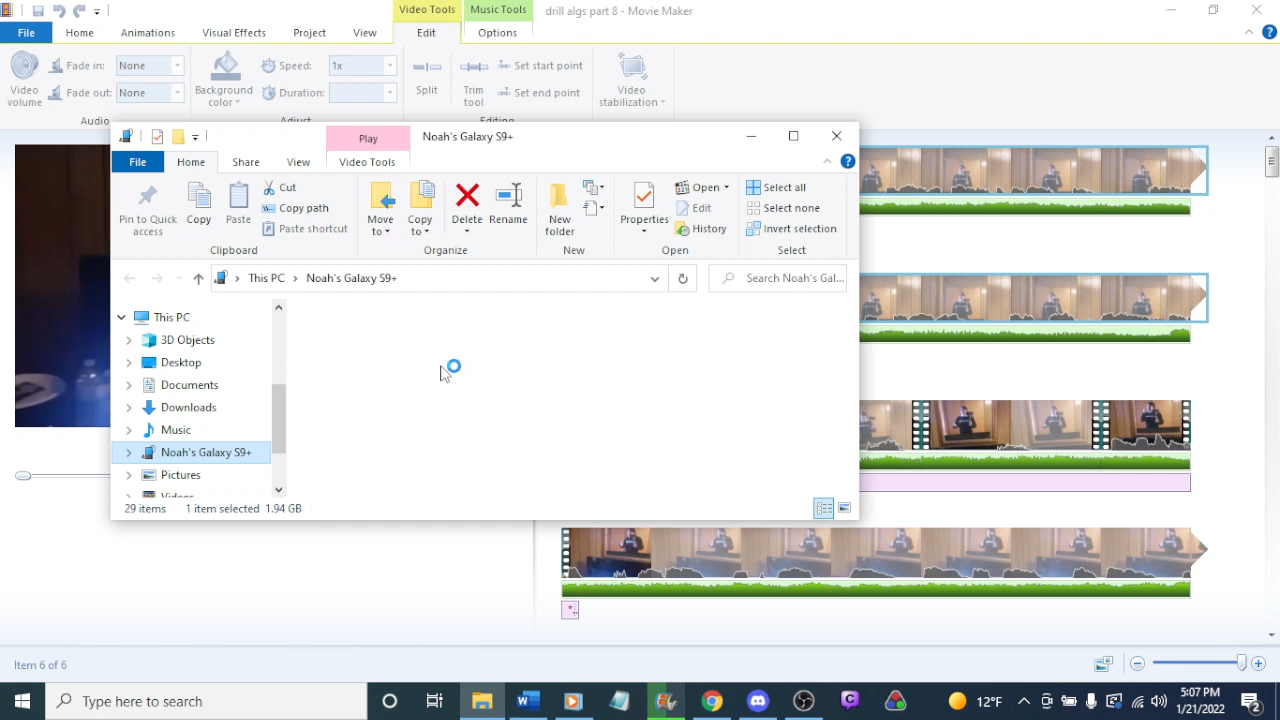 Video Tools
Music Tools
drill algs part 8 - Movie Maker
File
Home
Animations
Visual Effects
Project
View
Edit
Options
Video volume
Fade in: None
Fade out: None
Background color
Speed: 1x
Duration:
Split
Trim tool
Set start point
Set end point
Video stabilization
Audio
Adjust
Editing
Play
Noah's Galaxy S9+
File
Home
Share
View
Video Tools
Pin to Quick access
Copy
Paste
Cut
Copy path
Paste shortcut
Move to
Copy to
Delete
Rename
New folder
Properties
Open
Edit
History
Select all
Select none
Invert selection
Clipboard
Organize
New
Open
Select
This PC > Noah's Galaxy S9+
Search Noah's Gal...
This PC
3D Objects
Desktop
Documents
Downloads
Music
Noah's Galaxy S9+
Pictures
Videos
29 items 1 item selected 1.94 GB
Item 6 of 6
Type here to search
12°F
5:07 PM
1/21/2022
2